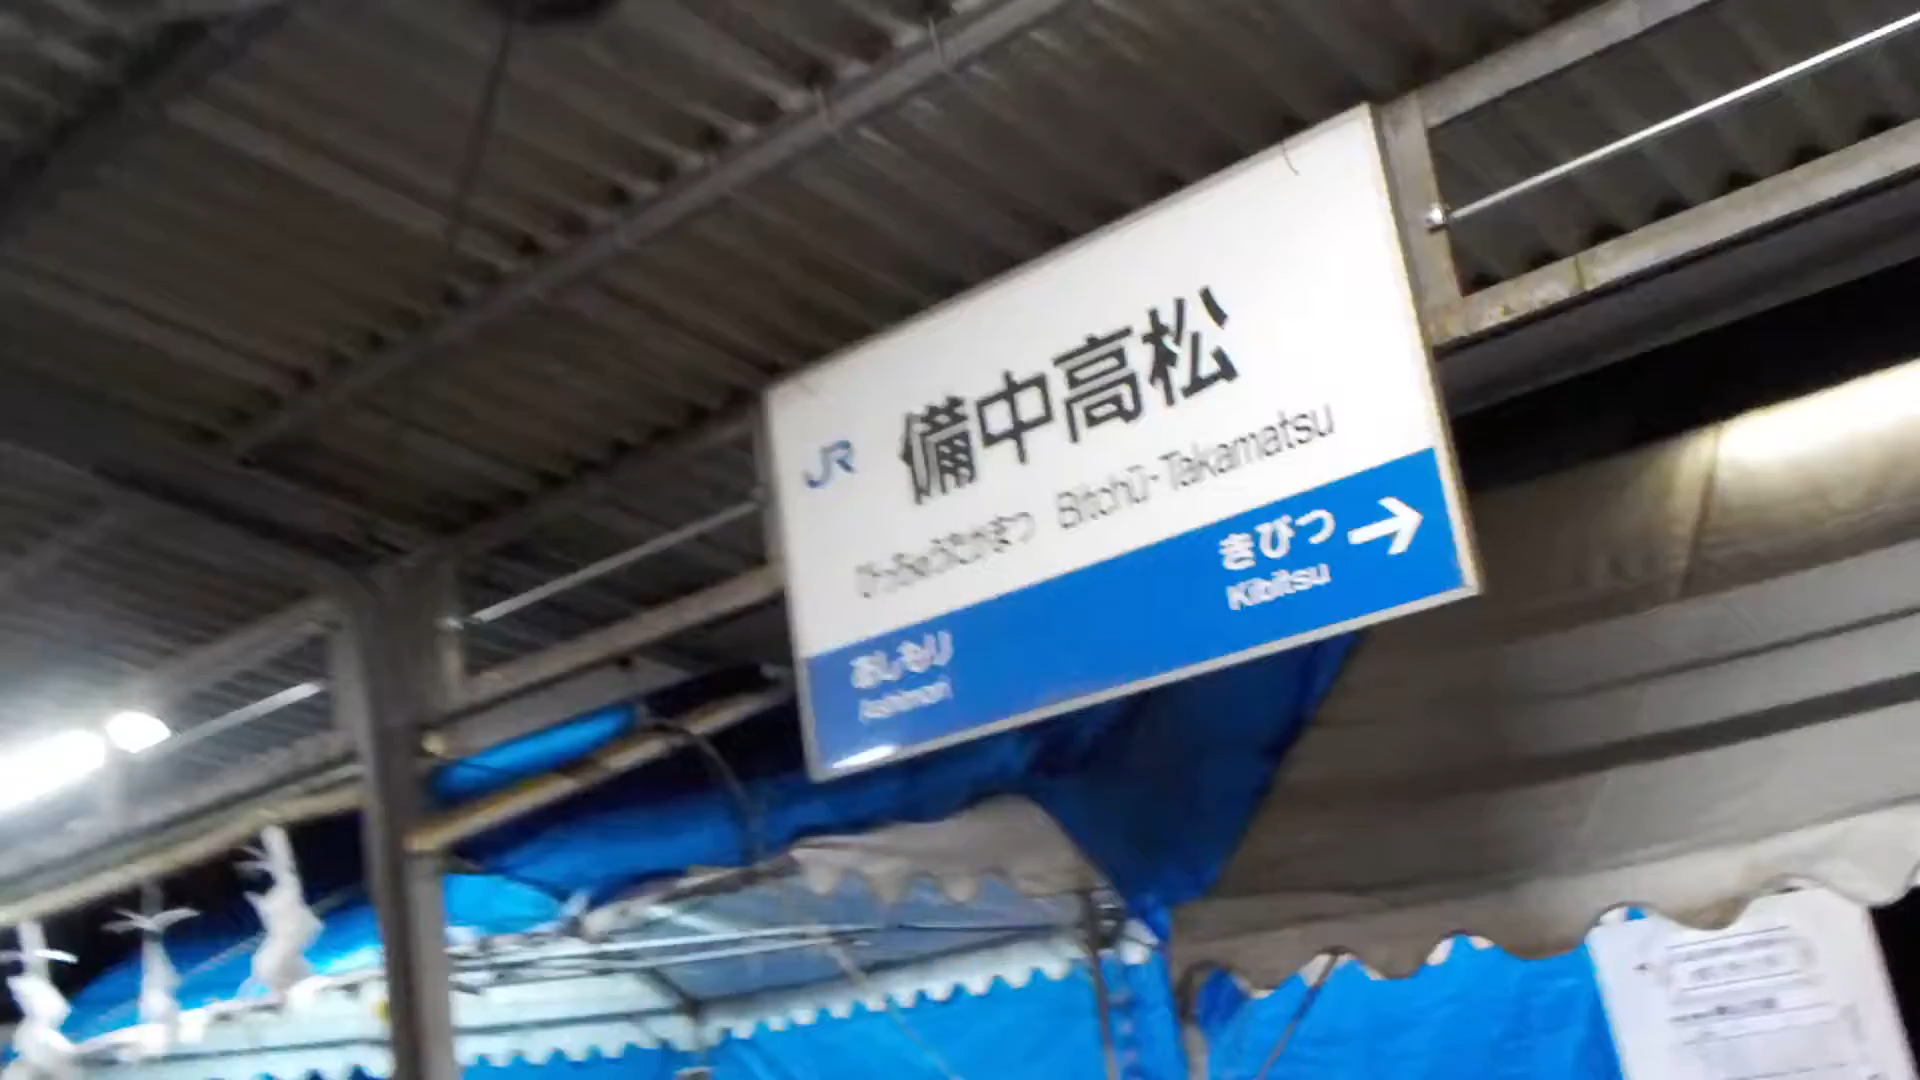 JR
備中高松
びっちゅうたかまつ Bitchū-Takamatsu
きびつ
Kibitsu
あしもり
Ashimori